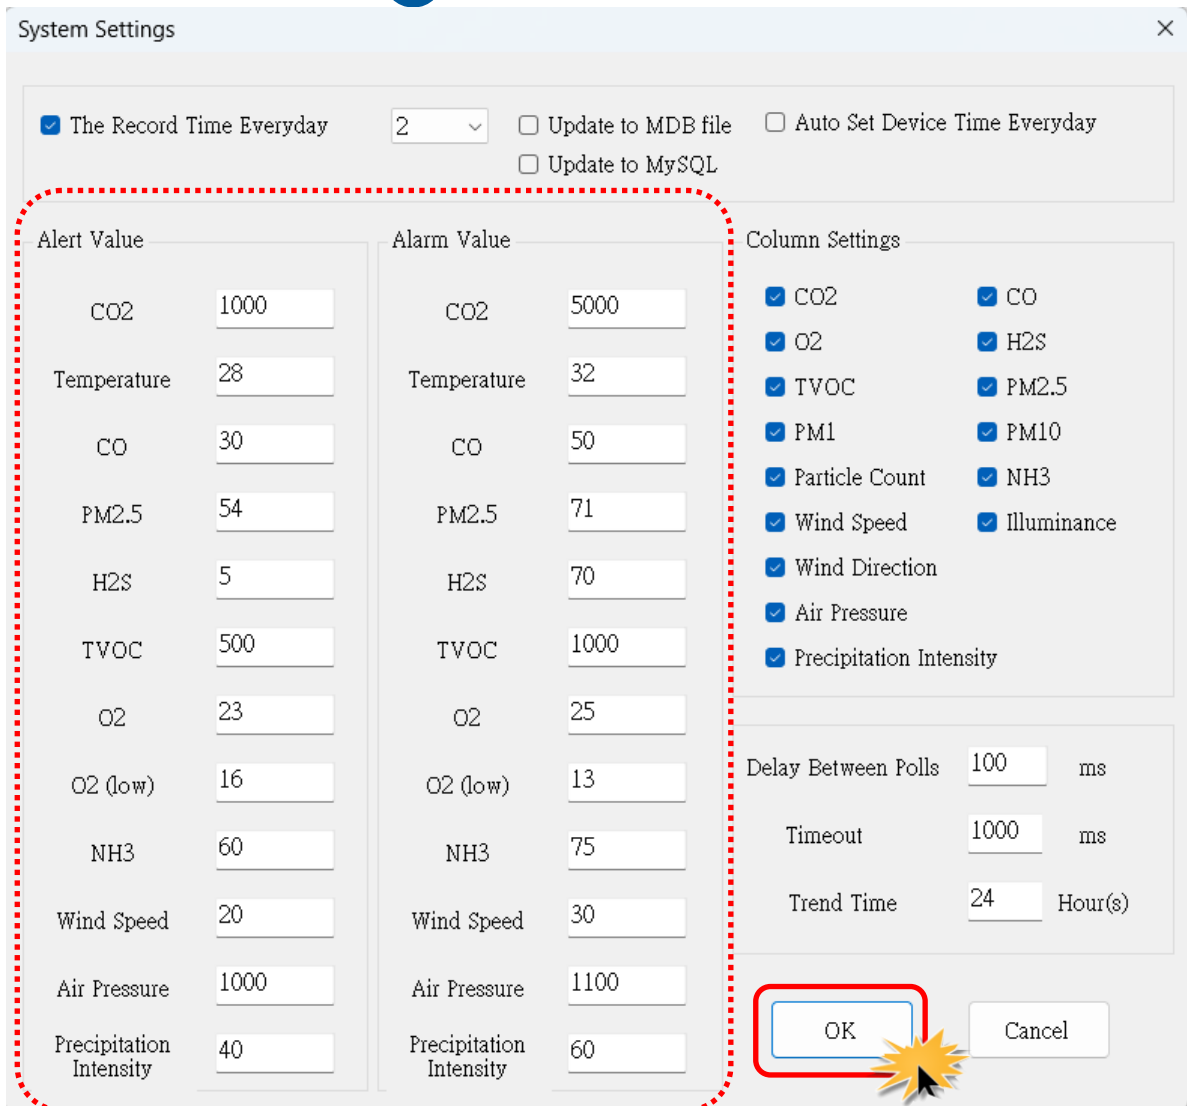 System Settings
The Record Time Everyday 2 Update to MDB file Auto Set Device Time Everyday
Update to MySQL
Alert Value
CO2 1000
Temperature 28
CO 30
PM2.5 54
H2S 5
TVOC 500
O2 23
O2 (low) 16
NH3 60
Wind Speed 20
Air Pressure 1000
Precipitation
Intensity 40
Alarm Value
CO2 5000
Temperature 32
CO 50
PM2.5 71
H2S 70
TVOC 1000
O2 25
O2 (low) 13
NH3 75
Wind Speed 30
Air Pressure 1100
Precipitation
Intensity 60
Column Settings
CO2 CO
O2 H2S
TVOC PM2.5
PM1 PM10
Particle Count NH3
Wind Speed Illuminance
Wind Direction
Air Pressure
Precipitation Intensity
Delay Between Polls 100 ms
Timeout 1000 ms
Trend Time 24 Hour(s)
OK Cancel